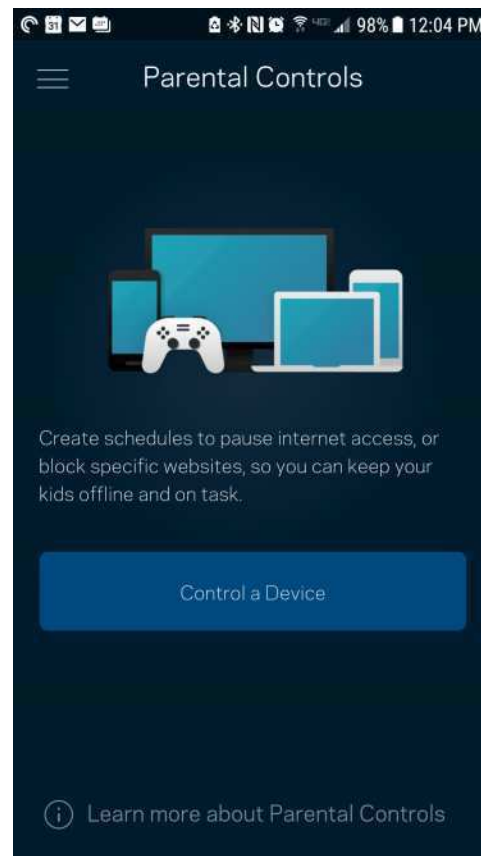 31 98% 12:04 PM
Parental Controls
Create schedules to pause internet access, or
block specific websites, so you can keep your
kids offline and on task.
Control a Device
Learn more about Parental Controls